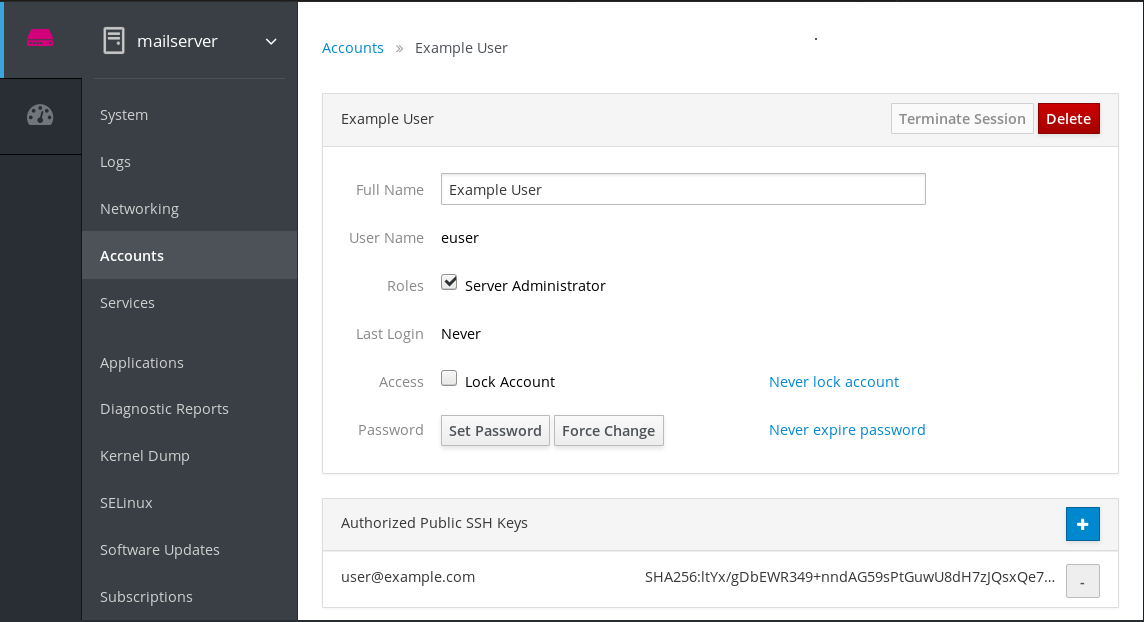 mailserver
System
Logs
Networking
Accounts
Services
Applications
Diagnostic Reports
Kernel Dump
SELinux
Software Updates
Subscriptions
Accounts » Example User
Example User Terminate Session Delete
Full Name Example User
User Name euser
Roles Server Administrator
Last Login Never
Access Lock Account Never lock account
Password Set Password Force Change Never expire password
Authorized Public SSH Keys +
user@example.com SHA256:ltYx/gDbEWR349+nndAG59sPtGuwU8dH7zJQsxQe7... -